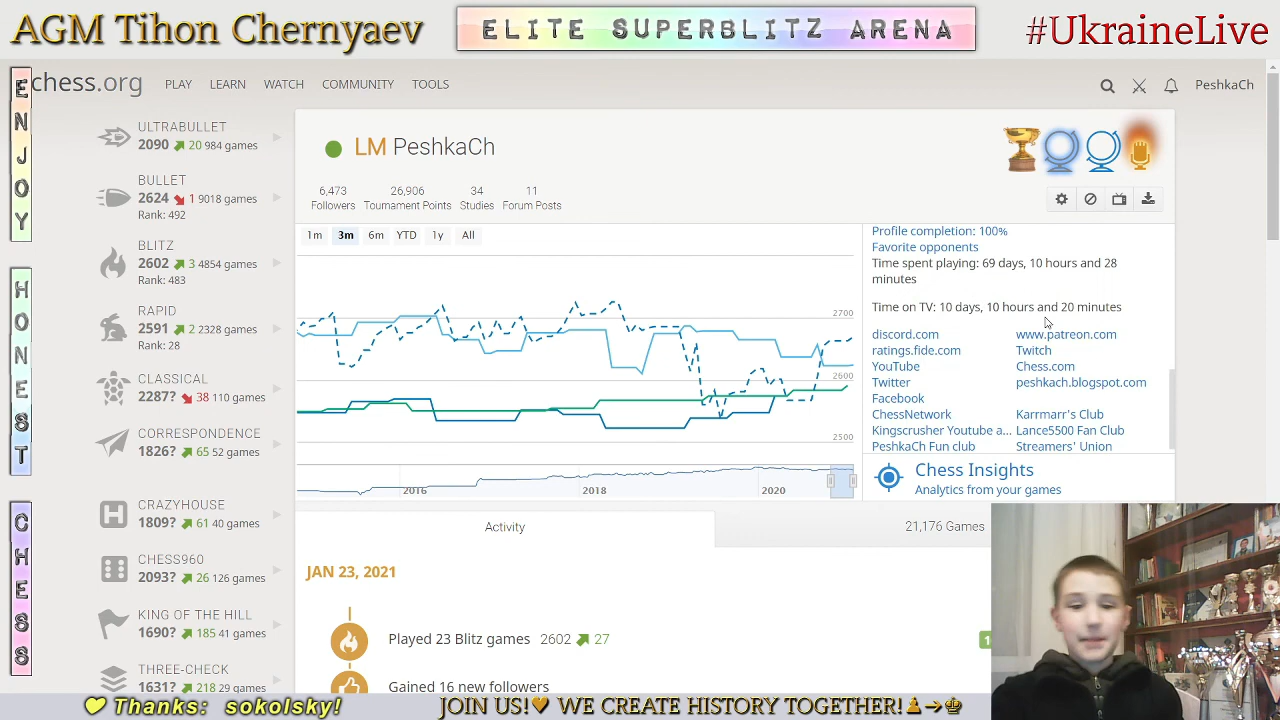 AGM Tihon Chernyaev
ELITE SUPERBLITZ ARENA
#UkraineLive
ENJOY
HONEST
CHESS
chess.org
PLAY
LEARN
WATCH
COMMUNITY
TOOLS
PeshkaCh
ULTRABULLET
2090 20 984 games
BULLET
2624 1 9018 games
Rank: 492
BLITZ
2602 3 4854 games
Rank: 483
RAPID
2591 2 2328 games
Rank: 28
CLASSICAL
2287? 38 110 games
CORRESPONDENCE
1826? 65 52 games
CRAZYHOUSE
1809? 61 40 games
CHESS960
2093? 26 126 games
KING OF THE HILL
1690? 185 41 games
THREE-CHECK
1631? 218 29 games
LM PeshkaCh
6,473
Followers
26,906
Tournament Points
34
Studies
11
Forum Posts
1m
3m
6m
YTD
1y
All
2700
2600
2500
2016
2018
2020
Profile completion: 100%
Favorite opponents
Time spent playing: 69 days, 10 hours and 28
minutes
Time on TV: 10 days, 10 hours and 20 minutes
discord.com
www.patreon.com
ratings.fide.com
Twitch
YouTube
Chess.com
Twitter
peshkach.blogspot.com
Facebook
ChessNetwork
Karrmarr's Club
Kingscrusher Youtube a...
Lance5500 Fan Club
PeshkaCh Fun club
Streamers' Union
Chess Insights
Analytics from your games
Activity
21,176 Games
JAN 23, 2021
Played 23 Blitz games 2602 27
Gained 16 new followers
Thanks: sokolsky!
JOIN US! WE CREATE HISTORY TOGETHER!